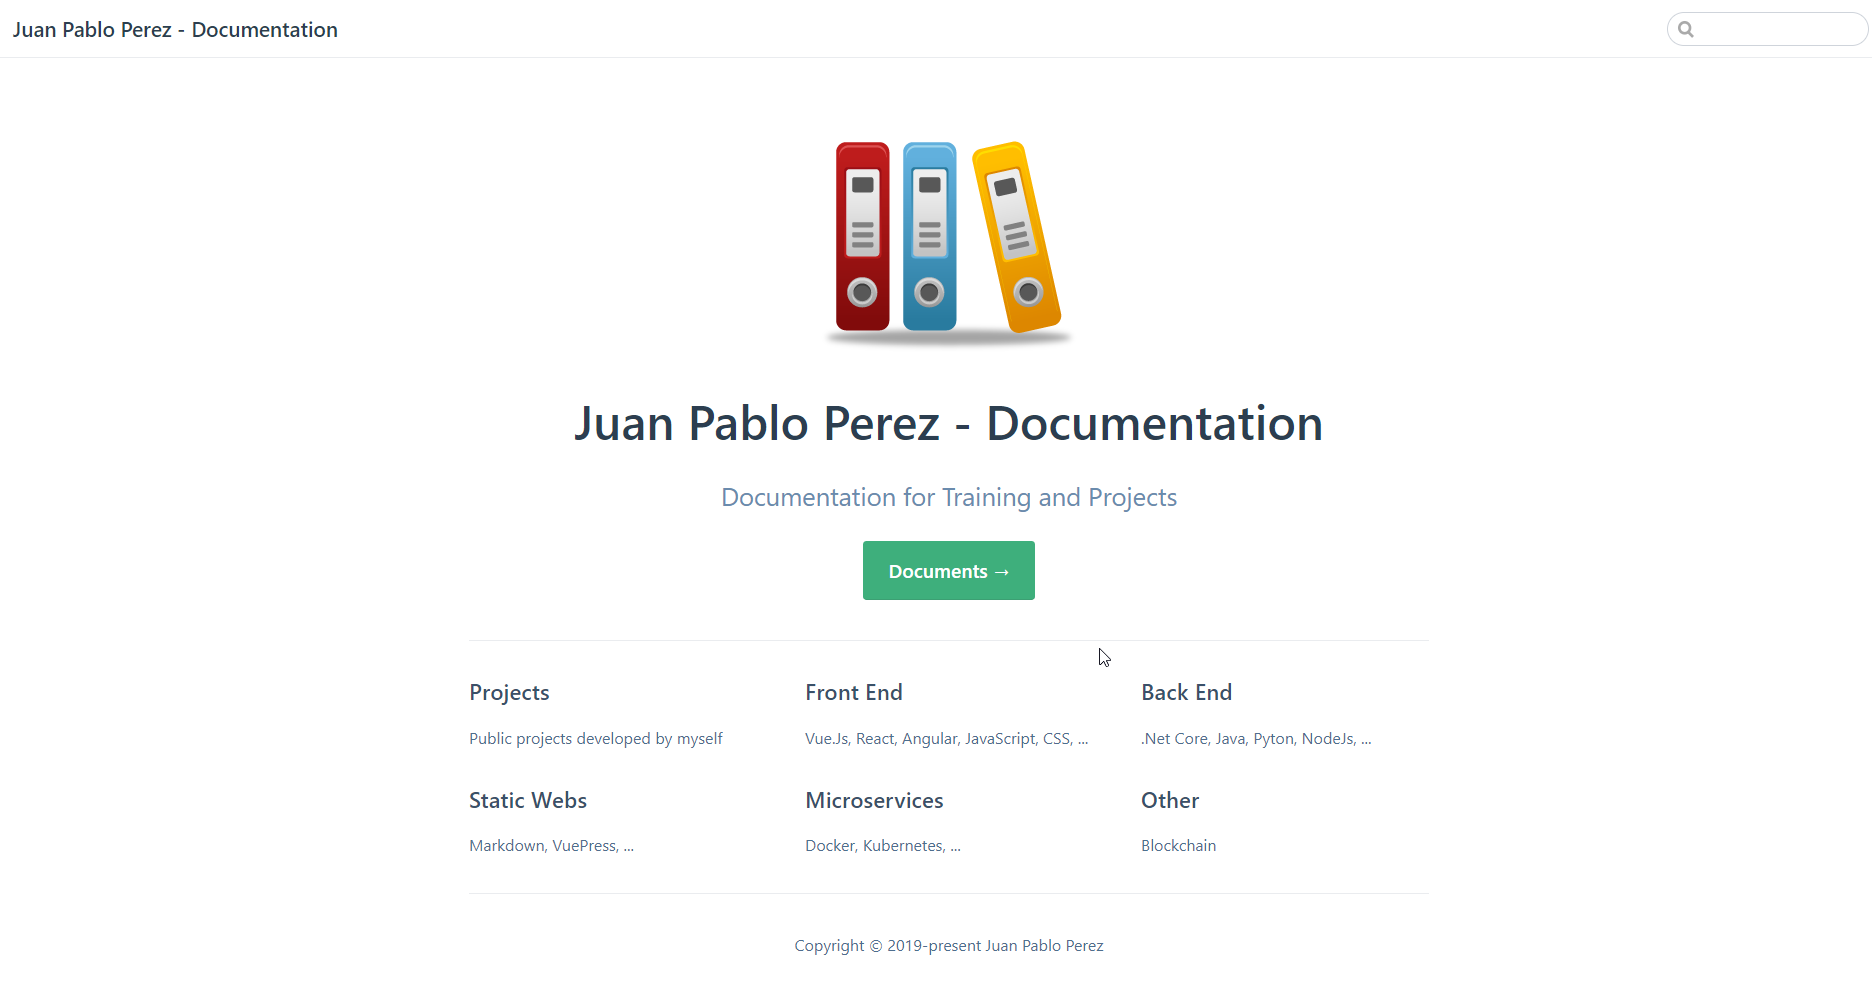 Juan Pablo Perez - Documentation
Juan Pablo Perez - Documentation
Documentation for Training and Projects
Documents →
Projects
Public projects developed by myself
Front End
Vue.Js, React, Angular, JavaScript, CSS, ...
Back End
.Net Core, Java, Pyton, NodeJs, ...
Static Webs
Markdown, VuePress, ...
Microservices
Docker, Kubernetes, ...
Other
Blockchain
Copyright © 2019-present Juan Pablo Perez